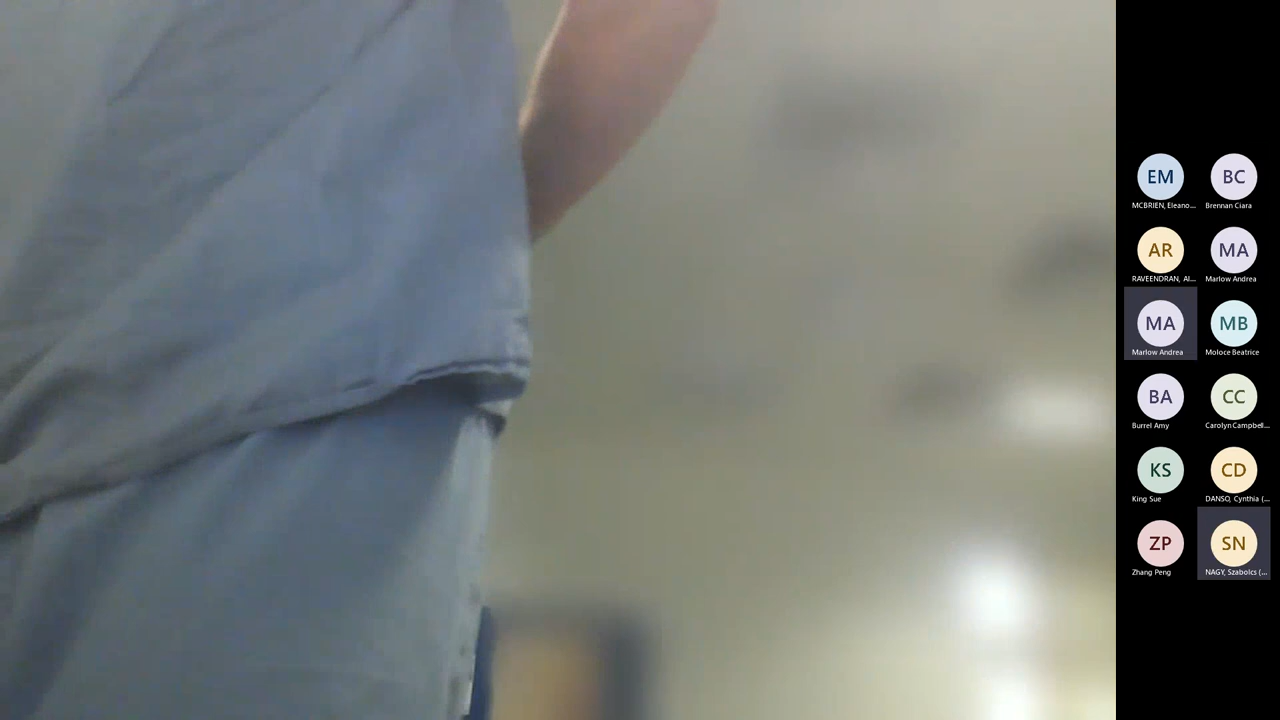 EM BC
MCBRIEN, Eleano... Brennan Ciara
AR MA
RAVEENDRAN, Al... Marlow Andrea
MA MB
Marlow Andrea Moloce Beatrice
BA CC
Burrel Amy Carolyn Campbel...
KS CD
King Sue DANSO, Cynthia (...
ZP SN
Zhang Peng NAGY, Szabolcs (...